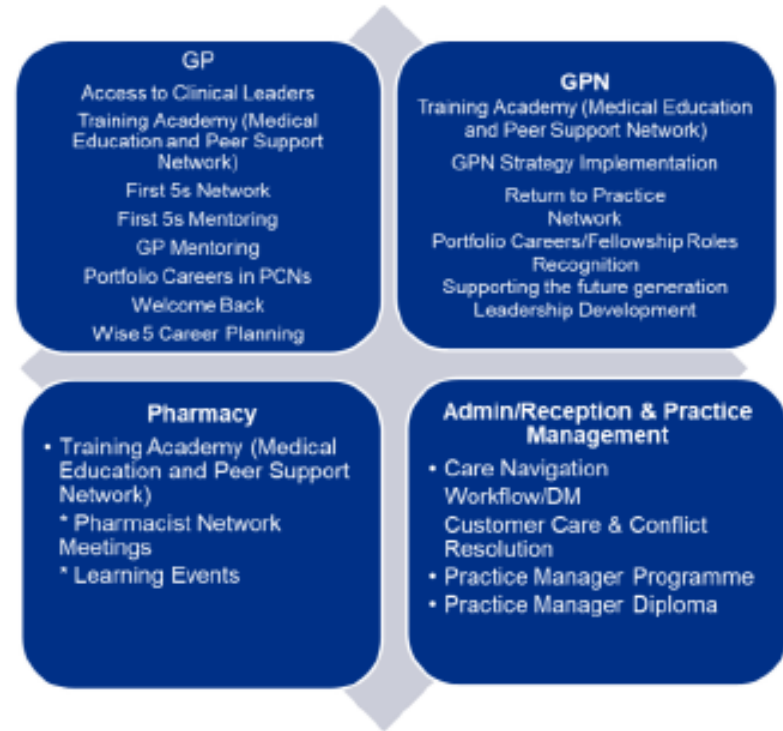 GP
Access to Clinical Leaders
Training Academy (Medical
Education and Peer Support
Network)
First 5s Network
First 5s Mentoring
GP Mentoring
Portfolio Careers in PCNs
Welcome Back
Wise 5 Career Planning
GPN
Training Academy (Medical Education
and Peer Support Network)
GPN Strategy Implementation
Return to Practice
Network
Portfolio Careers/Fellowship Roles
Recognition
Supporting the future generation
Leadership Development
Pharmacy
• Training Academy (Medical
Education and Peer Support
Network)
* Pharmacist Network
Meetings
* Learning Events
Admin/Reception & Practice
Management
• Care Navigation
Workflow/DM
Customer Care & Conflict
Resolution
• Practice Manager Programme
• Practice Manager Diploma